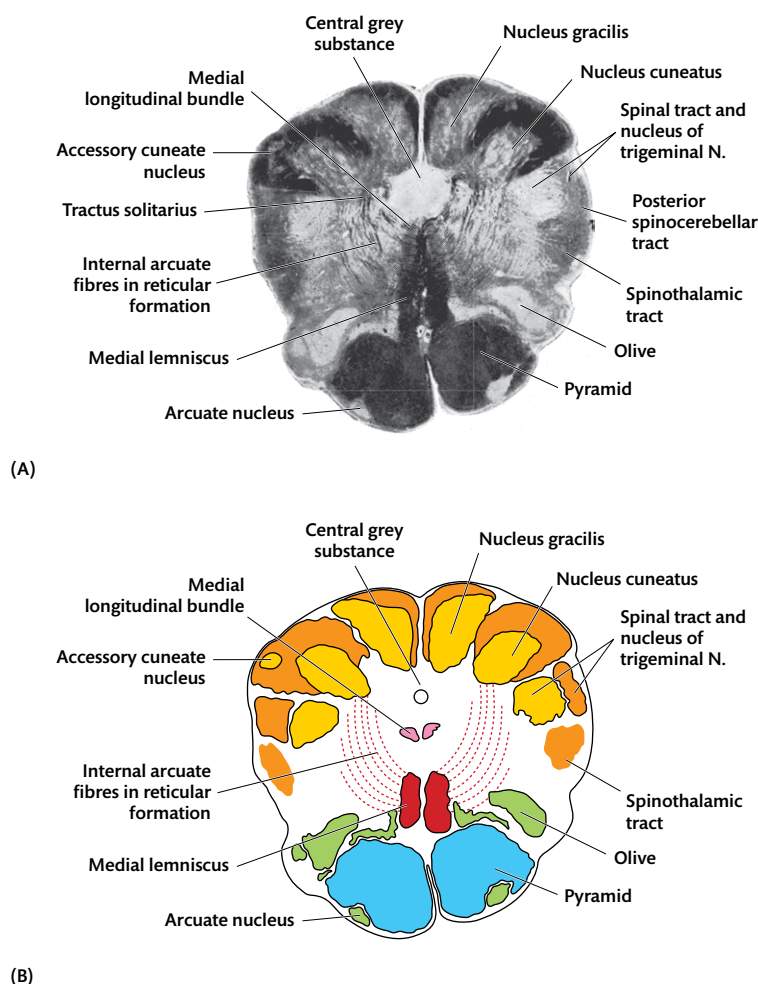 Central grey
substance
Nucleus gracilis
Medial
longitudinal bundle
Nucleus cuneatus
Spinal tract and
nucleus of
trigeminal N.
Accessory cuneate
nucleus
Tractus solitarius
Posterior
spinocerebellar
tract
Internal arcuate
fibres in reticular
formation
Spinothalamic
tract
Medial lemniscus
Olive
Pyramid
Arcuate nucleus
(A)
Central grey
substance
Nucleus gracilis
Medial
longitudinal bundle
Nucleus cuneatus
Spinal tract and
nucleus of
trigeminal N.
Accessory cuneate
nucleus
Internal arcuate
fibres in reticular
formation
Spinothalamic
tract
Medial lemniscus
Olive
Pyramid
Arcuate nucleus
(B)